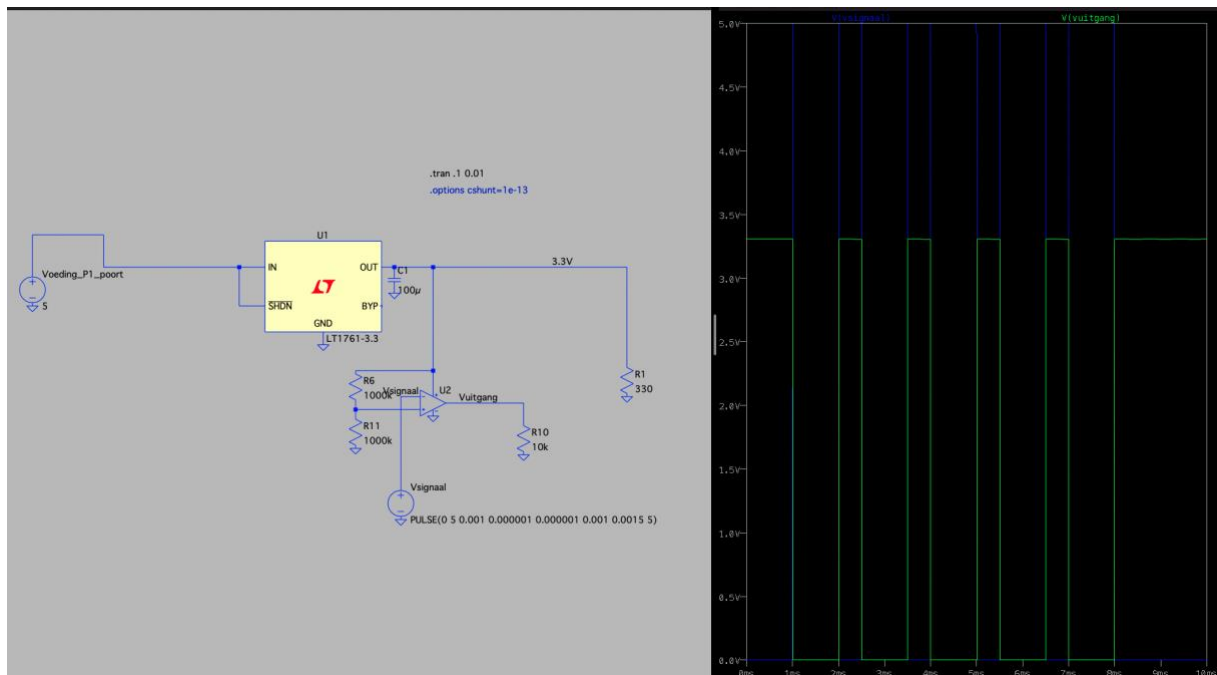 .tran .1 0.01
.options cshunt=1e-13
Voeding_P1_poort
5
U1
IN
OUT
SHDN
BYP
GND
LT1761-3.3
C1
100µ
3.3V
R1
330
R6
1000k
Vsignaal
U2
Vuitgang
R11
1000k
R10
10k
Vsignaal
PULSE(0 5 0.001 0.000001 0.000001 0.001 0.0015 5)
V(vsignaal)
V(vuitgang)
5.0V
4.5V
4.0V
3.5V
3.0V
2.5V
2.0V
1.5V
1.0V
0.5V
0.0V
0ms 1ms 2ms 3ms 4ms 5ms 6ms 7ms 8ms 9ms 10ms